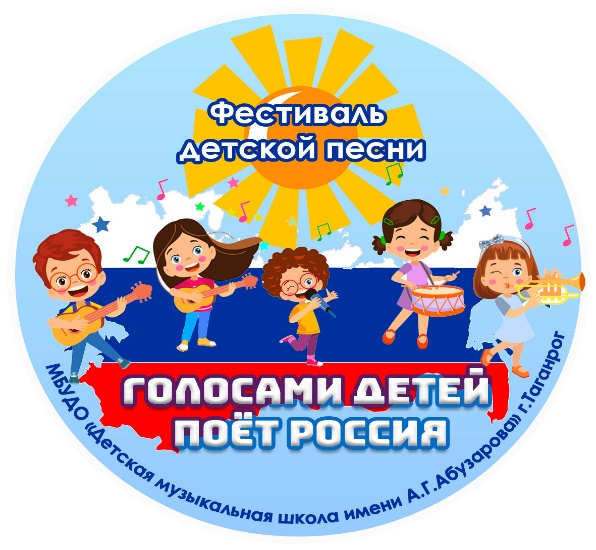 Фестиваль
детской песни
ГОЛОСАМИ ДЕТЕЙ
ПОЁТ РОССИЯ
МБУДО «Детская музыкальная школа имени А.Г.Абузарова» г.Таганрог